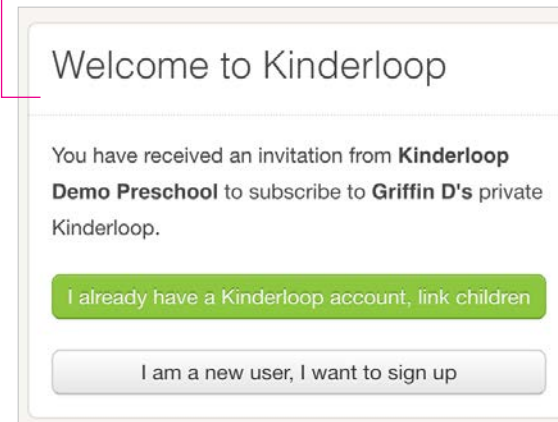 Welcome to Kinderloop
You have received an invitation from Kinderloop
Demo Preschool to subscribe to Griffin D's private
Kinderloop.
I already have a Kinderloop account, link children
I am a new user, I want to sign up